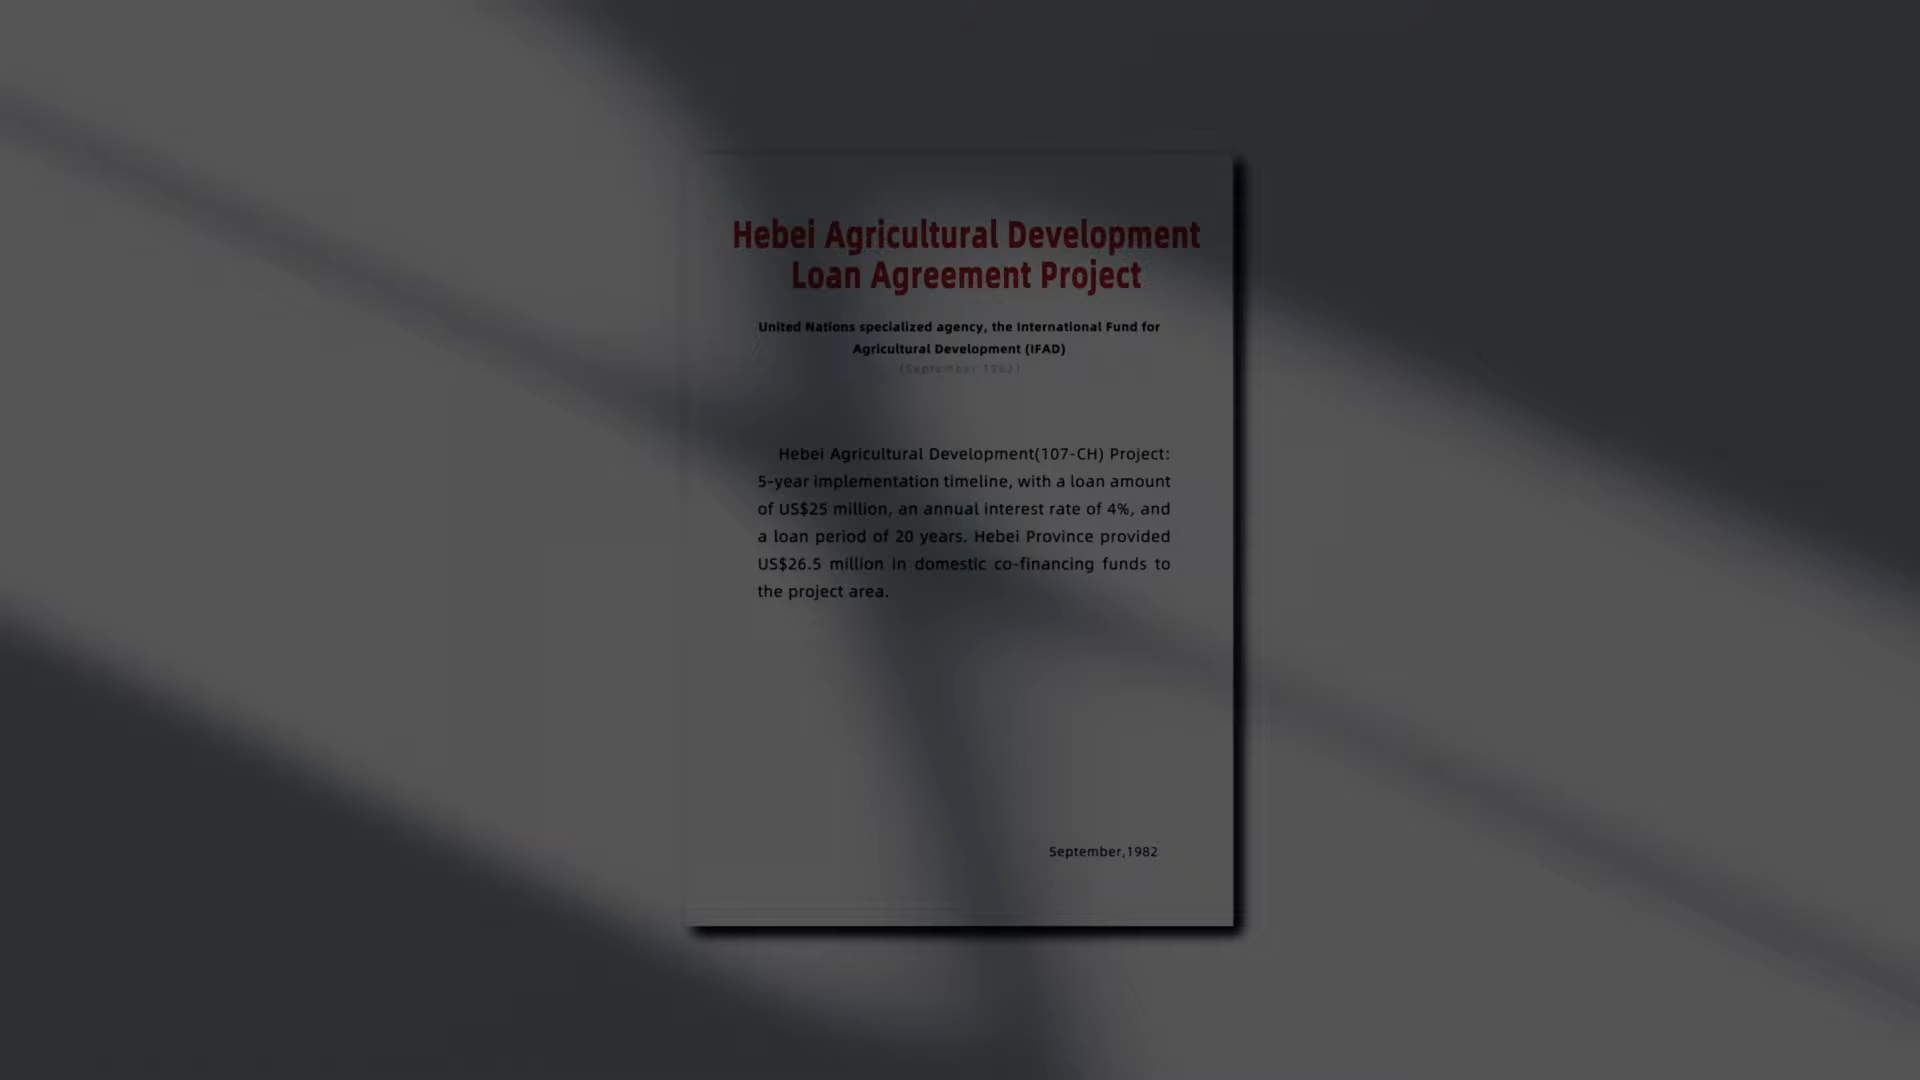 Hebei Agricultural Development
Loan Agreement Project
United Nations specialized agency, the International Fund for
Agricultural Development (IFAD)
(September 1982)
Hebei Agricultural Development(107-CH) Project:
5-year implementation timeline, with a loan amount
of US$25 million, an annual interest rate of 4%, and
a loan period of 20 years. Hebei Province provided
US$26.5 million in domestic co-financing funds to
the project area.
September,1982